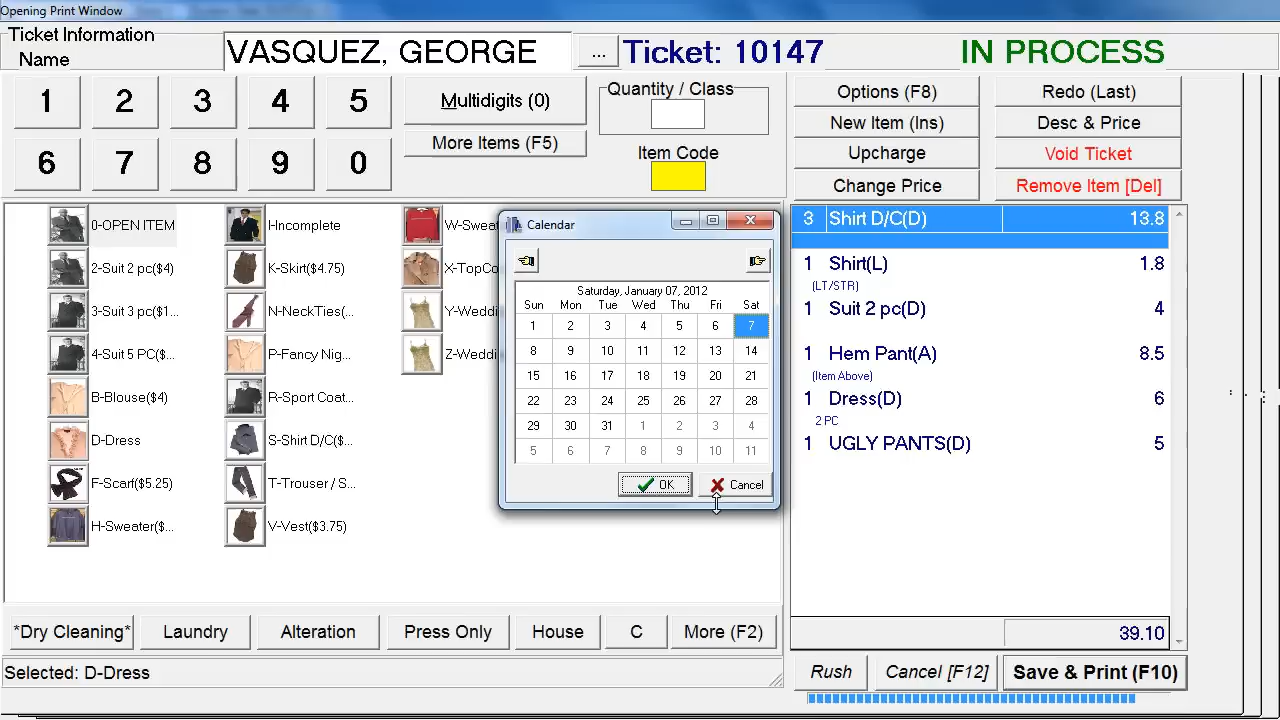 Opening Print Window
Ticket Information
Name
VASQUEZ, GEORGE
...
Ticket: 10147
IN PROCESS
1 2 3 4 5
6 7 8 9 0
Multidigits (0)
More Items (F5)
Quantity / Class
Item Code
Options (F8)
New Item (Ins)
Upcharge
Change Price
Redo (Last)
Desc & Price
Void Ticket
Remove Item [Del]
0-OPEN ITEM
2-Suit 2 pc($4)
3-Suit 3 pc($1...
4-Suit 5 PC($...
B-Blouse($4)
D-Dress
F-Scarf($5.25)
H-Sweater($...
I-Incomplete
K-Skirt($4.75)
N-NeckTies(...
P-Fancy Nig...
R-Sport Coat...
S-Shirt D/C($...
T-Trouser / S...
V-Vest($3.75)
W-Sweat
X-TopCo
Y-Weddi
Z-Weddi
Calendar
Saturday, January 07, 2012
Sun Mon Tue Wed Thu Fri Sat
1 2 3 4 5 6 7
8 9 10 11 12 13 14
15 16 17 18 19 20 21
22 23 24 25 26 27 28
29 30 31 1 2 3 4
5 6 7 8 9 10 11
OK
Cancel
3 Shirt D/C(D) 13.8
1 Shirt(L) 1.8
(LT/STR)
1 Suit 2 pc(D) 4
1 Hem Pant(A) 8.5
(Item Above)
1 Dress(D) 6
2 PC
1 UGLY PANTS(D) 5
39.10
*Dry Cleaning*
Laundry
Alteration
Press Only
House
C
More (F2)
Selected: D-Dress
Rush
Cancel [F12]
Save & Print (F10)